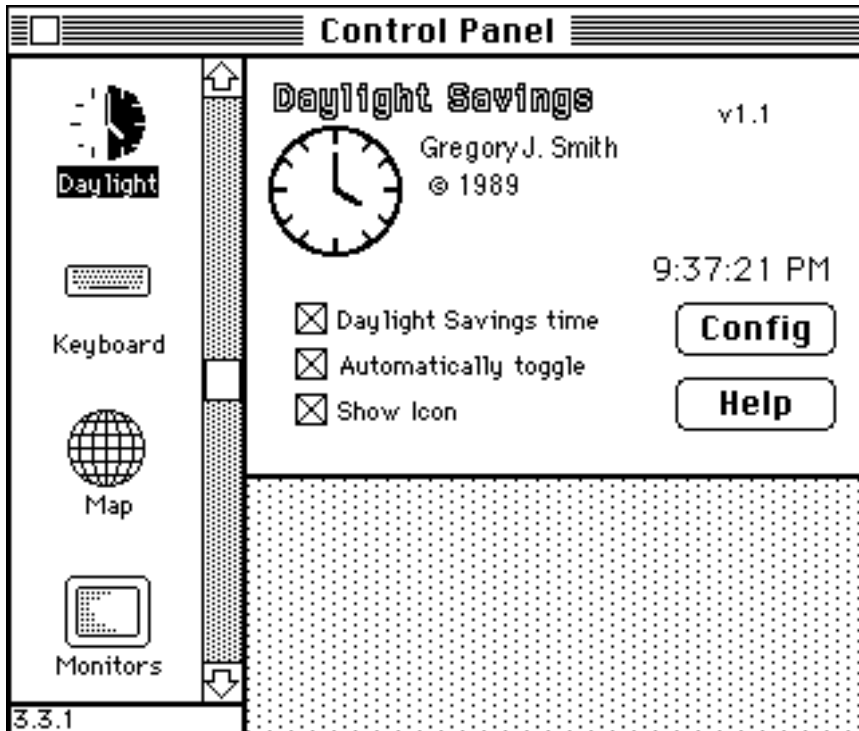 Control Panel
Daylight
Keyboard
Map
Monitors
3.3.1
Daylight Savings
v1.1
Gregory J. Smith
© 1989
9:37:21 PM
Daylight Savings time
Automatically toggle
Show Icon
Config
Help